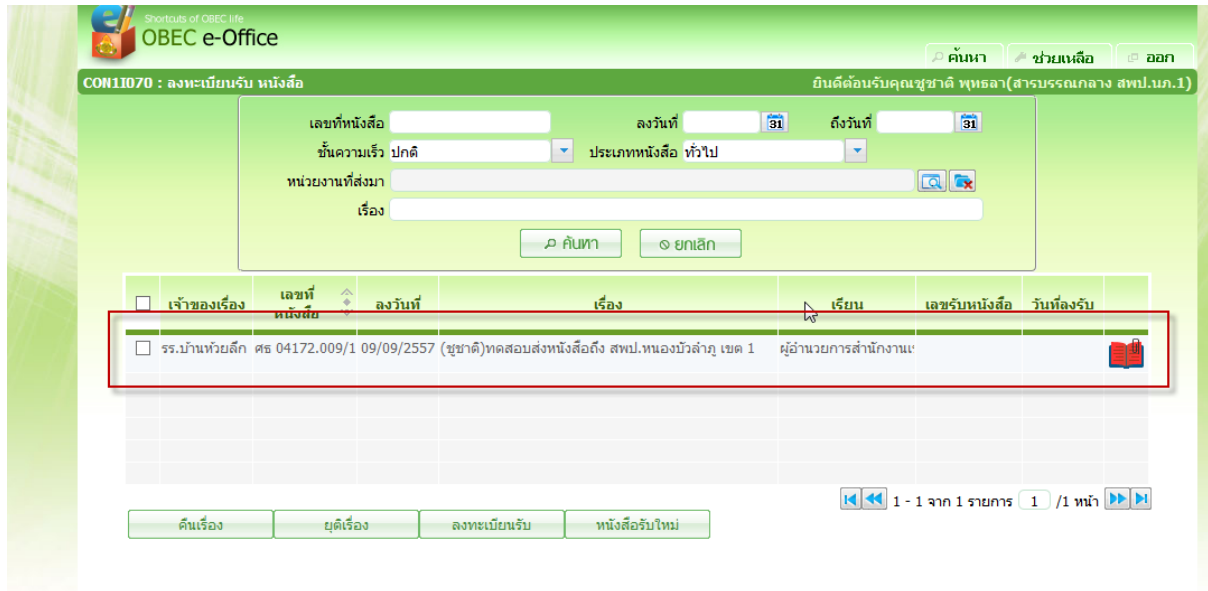 Shortcuts of OBEC life
OBEC e-Office
ค้นหา ช่วยเหลือ ออก
CON1I070 : ลงทะเบียนรับ หนังสือ ยินดีต้อนรับคุณชูชาติ พุทธลา(สารบรรณกลาง สพป.นภ.1)
เลขที่หนังสือ ลงวันที่ 31 ถึงวันที่ 31
ชั้นความเร็ว ปกติ ประเภทหนังสือ ทั่วไป
หน่วยงานที่ส่งมา
เรื่อง
ค้นหา ยกเลิก
เจ้าของเรื่อง เลขที่หนังสือ ลงวันที่ เรื่อง เรียน เลขรับหนังสือ วันที่ลงรับ
รร.บ้านห้วยลึก ศธ 04172.009/1 09/09/2557 (ชูชาติ)ทดสอบส่งหนังสือถึง สพป.หนองบัวลำภู เขต 1 ผู้อำนวยการสำนักงานเ
1 - 1 จาก 1 รายการ 1 /1 หน้า
คืนเรื่อง ยุติเรื่อง ลงทะเบียนรับ หนังสือรับใหม่